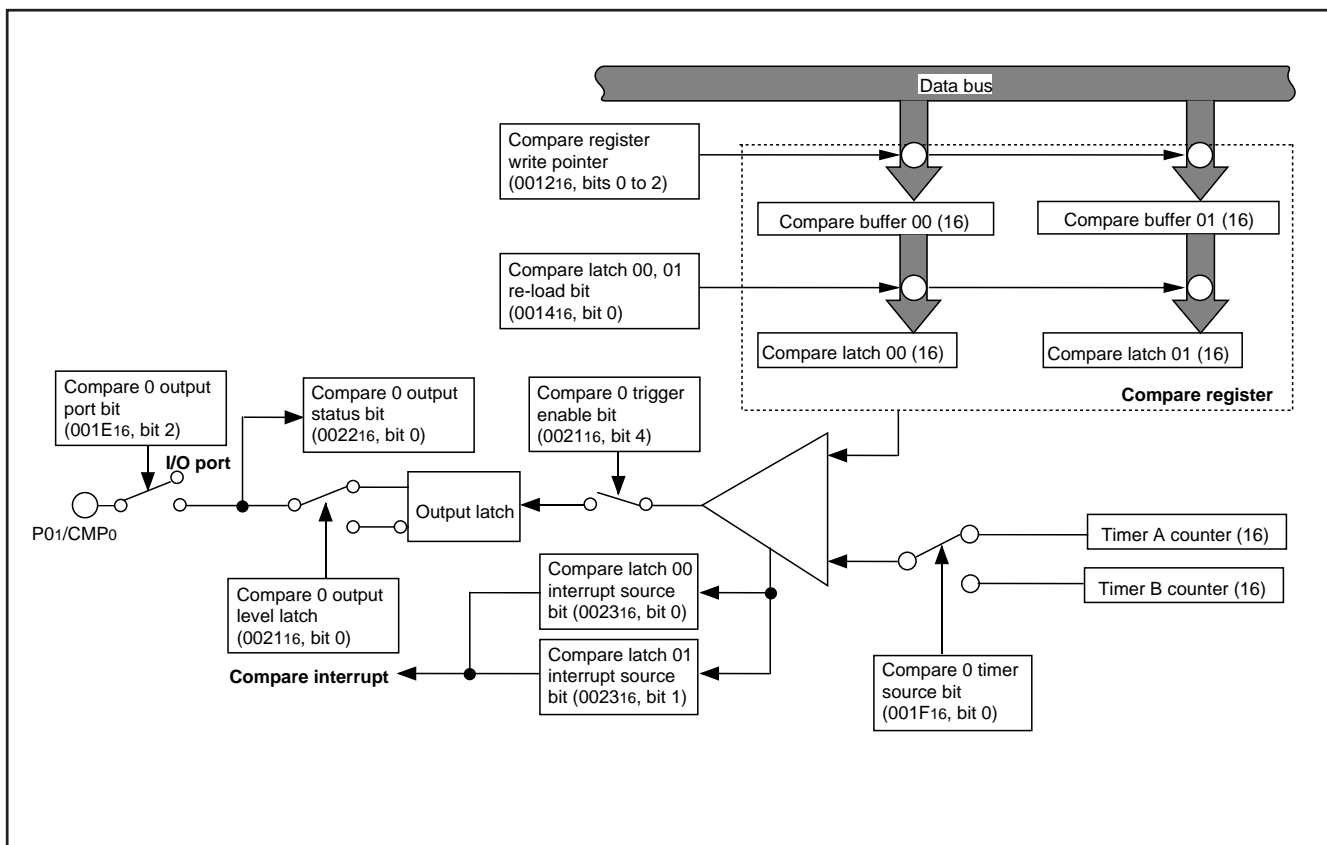 Data bus
Compare register
write pointer
(001216, bits 0 to 2)
Compare buffer 00 (16)
Compare buffer 01 (16)
Compare latch 00, 01
re-load bit
(001416, bit 0)
Compare latch 00 (16)
Compare latch 01 (16)
Compare register
Compare 0 output
port bit
(001E16, bit 2)
Compare 0 output
status bit
(002216, bit 0)
Compare 0 trigger
enable bit
(002116, bit 4)
I/O port
P01/CMP0
Output latch
Timer A counter (16)
Timer B counter (16)
Compare 0 output
level latch
(002116, bit 0)
Compare latch 00
interrupt source
bit (002316, bit 0)
Compare latch 01
interrupt source
bit (002316, bit 1)
Compare interrupt
Compare 0 timer
source bit
(001F16, bit 0)